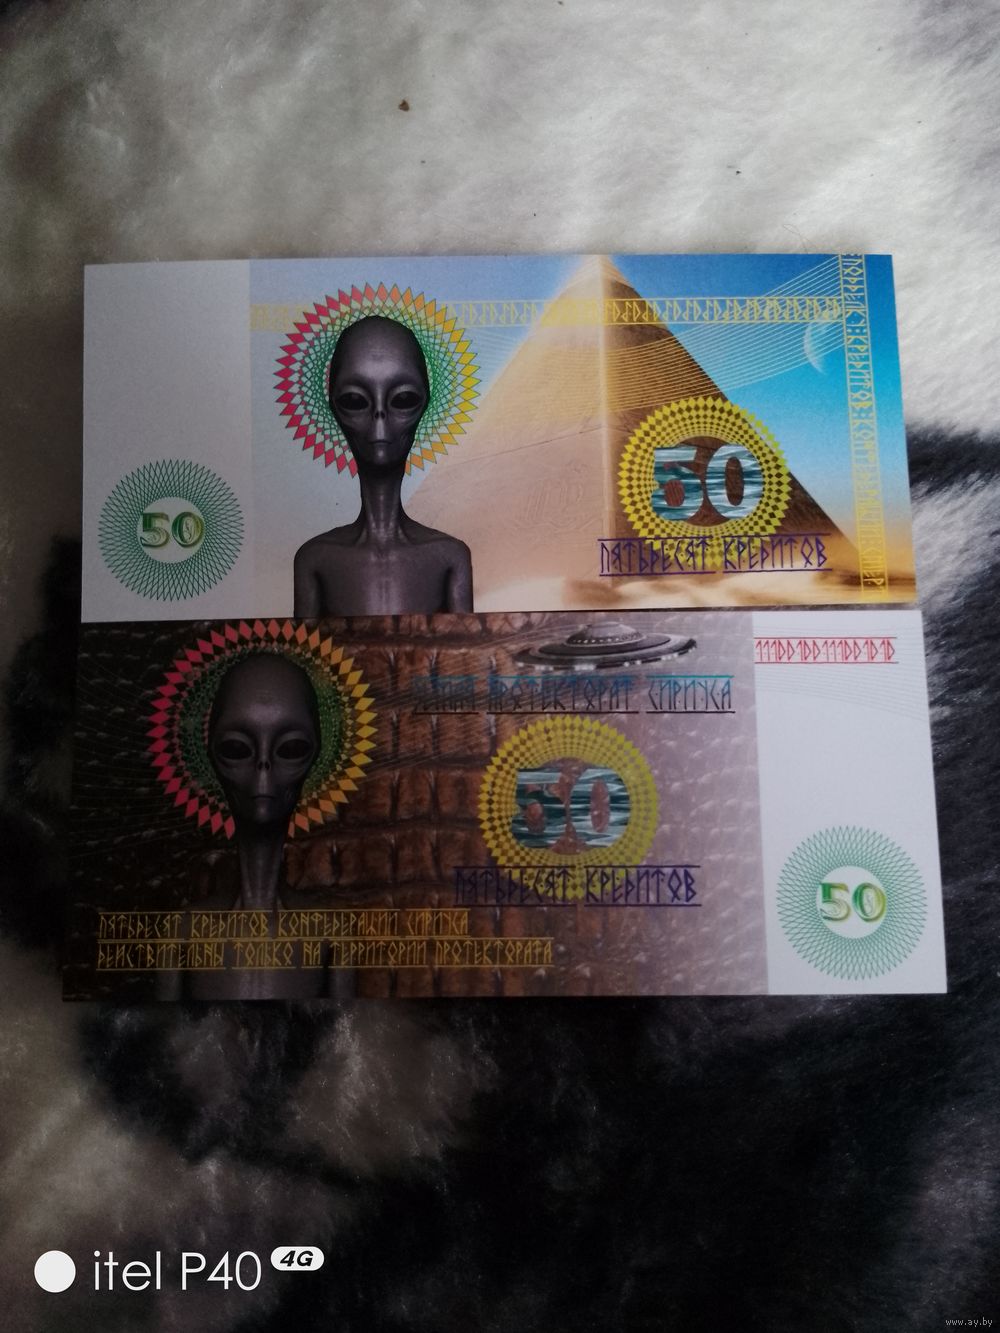 50
50
ПЯТЬДЕСЯТ КРЕДИТОВ
ПРОТЕКТОРАТ СИРИУСА
50
ПЯТЬДЕСЯТ КРЕДИТОВ
50
ПЯТЬДЕСЯТ КРЕДИТОВ КОНФЕДЕРАЦИИ СИРИУСА
ДЕЙСТВИТЕЛЬНЫ ТОЛЬКО НА ТЕРРИТОРИИ ПРОТЕКТОРАТА
itel P40 4G
www.ay.by